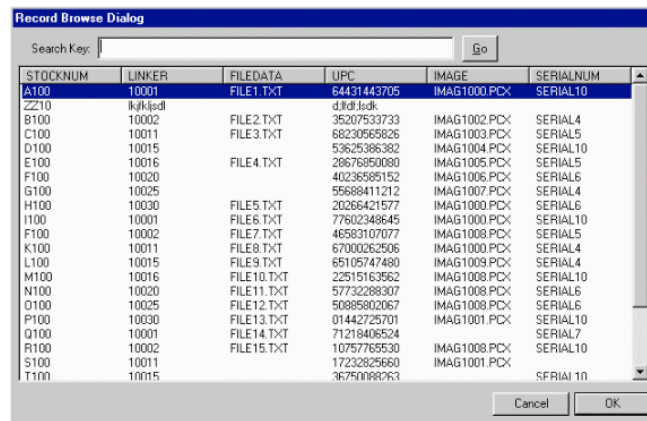 Record Browse Dialog
Search Key: Go
STOCKNUM LINKER FILEDATA UPC IMAGE SERIALNUM
A100 10001 FILE1.TXT 64431443705 IMAG1000.PCX SERIAL10
ZZ10 lkjfkljsdl d;lfdf;lsdk
B100 10002 FILE2.TXT 35207533733 IMAG1002.PCX SERIAL4
C100 10011 FILE3.TXT 68230565826 IMAG1003.PCX SERIAL5
D100 10015 53625386382 IMAG1004.PCX SERIAL10
E100 10016 FILE4.TXT 28676850080 IMAG1005.PCX SERIAL5
F100 10020 40236585152 IMAG1006.PCX SERIAL6
G100 10025 55688411212 IMAG1007.PCX SERIAL4
H100 10030 FILE5.TXT 20266421577 IMAG1000.PCX SERIAL6
I100 10001 FILE6.TXT 77602348645 IMAG1000.PCX SERIAL10
F100 10002 FILE7.TXT 46583107077 IMAG1008.PCX SERIAL5
K100 10011 FILE8.TXT 67000262506 IMAG1000.PCX SERIAL4
L100 10015 FILE9.TXT 65105747480 IMAG1009.PCX SERIAL4
M100 10016 FILE10.TXT 22515163562 IMAG1008.PCX SERIAL10
N100 10020 FILE11.TXT 57732288307 IMAG1008.PCX SERIAL6
O100 10025 FILE12.TXT 50885802067 IMAG1008.PCX SERIAL6
P100 10030 FILE13.TXT 01442725701 IMAG1001.PCX SERIAL10
Q100 10001 FILE14.TXT 71218406524 SERIAL7
R100 10002 FILE15.TXT 10757765530 IMAG1008.PCX SERIAL10
S100 10011 17232825660 IMAG1001.PCX
T100 10015 36750088263 SERIAL10
Cancel OK